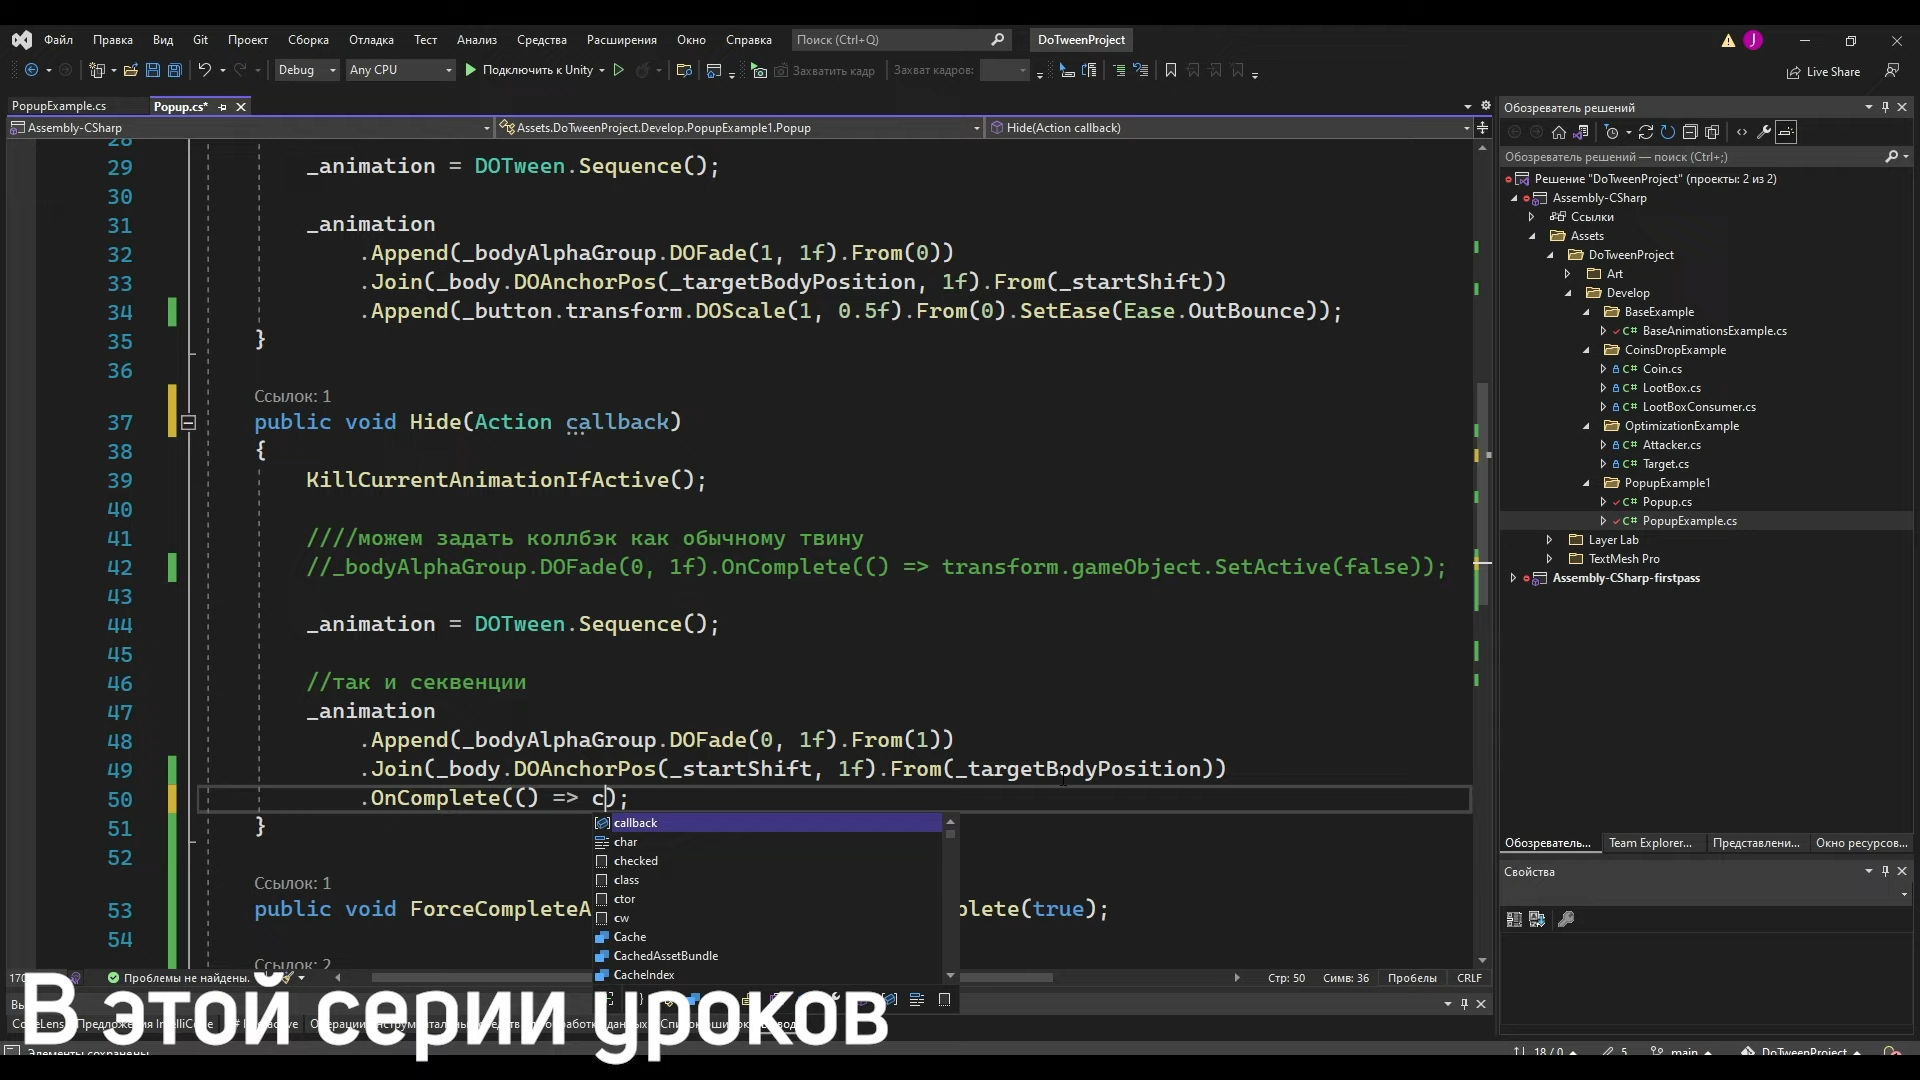 Файл Правка Вид Git Проект Сборка Отладка Тест Анализ Средства Расширения Окно Справка Поиск (Ctrl+Q) DoTweenProject J
Debug Any CPU Подключить к Unity Захватить кадр Захват кадров: Live Share
PopupExample.cs Popup.cs*
Assembly-CSharp Assets.DoTweenProject.Develop.PopupExample1.Popup Hide(Action callback)
28
29 _animation = DOTween.Sequence();
30
31 _animation
32 .Append(_bodyAlphaGroup.DOFade(1, 1f).From(0))
33 .Join(_body.DOAnchorPos(_targetBodyPosition, 1f).From(_startShift))
34 .Append(_button.transform.DOScale(1, 0.5f).From(0).SetEase(Ease.OutBounce));
35 }
36
Ссылок: 1
37 public void Hide(Action callback)
38 {
39 KillCurrentAnimationIfActive();
40
41 ////можем задать коллбэк как обычному твину
42 //_bodyAlphaGroup.DOFade(0, 1f).OnComplete(() => transform.gameObject.SetActive(false));
43
44 _animation = DOTween.Sequence();
45
46 //так и секвенции
47 _animation
48 .Append(_bodyAlphaGroup.DOFade(0, 1f).From(1))
49 .Join(_body.DOAnchorPos(_startShift, 1f).From(_targetBodyPosition))
50 .OnComplete(() => c);
51 }
52
Ссылок: 1
53 public void ForceCompleteA plete(true);
54
Ссылок: 2
callback
char
checked
class
ctor
cw
Cache
CachedAssetBundle
CacheIndex
Проблемы не найдены. Стр: 50 Симв: 36 Пробелы CRLF
Обозреватель решений
Обозреватель решений — поиск (Ctrl+;)
Решение "DoTweenProject" (проекты: 2 из 2)
Assembly-CSharp
Ссылки
Assets
DoTweenProject
Art
Develop
BaseExample
C# BaseAnimationsExample.cs
CoinsDropExample
C# Coin.cs
C# LootBox.cs
C# LootBoxConsumer.cs
OptimizationExample
C# Attacker.cs
C# Target.cs
PopupExample1
C# Popup.cs
C# PopupExample.cs
Layer Lab
TextMesh Pro
Assembly-CSharp-firstpass
Обозреватель... Team Explorer... Представлени... Окно ресурсов...
Свойства
В этой серии уроков
Элементы сохранены
18 / 0 5 main DoTweenProject